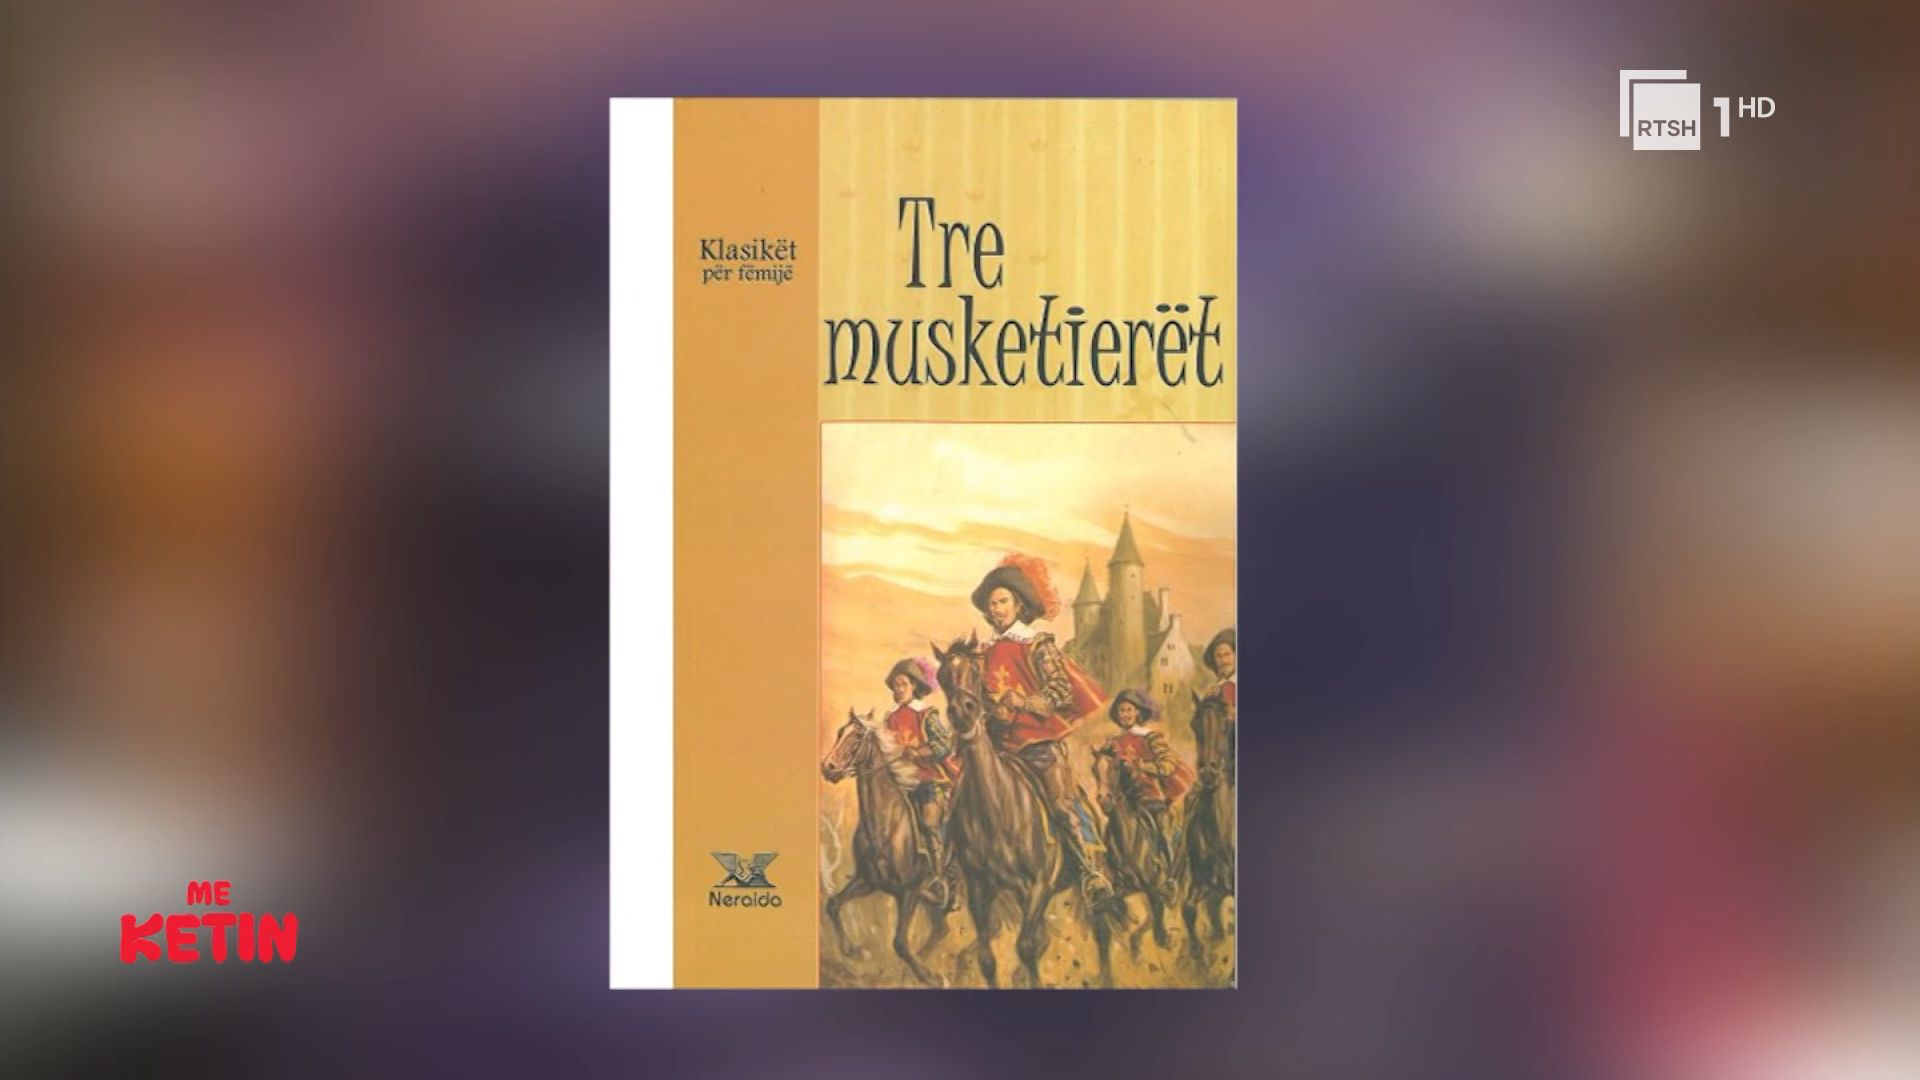 RTSH 1 HD
Klasikët
për fëmijë
Tre
musketierët
Neraida
ME
KETIN